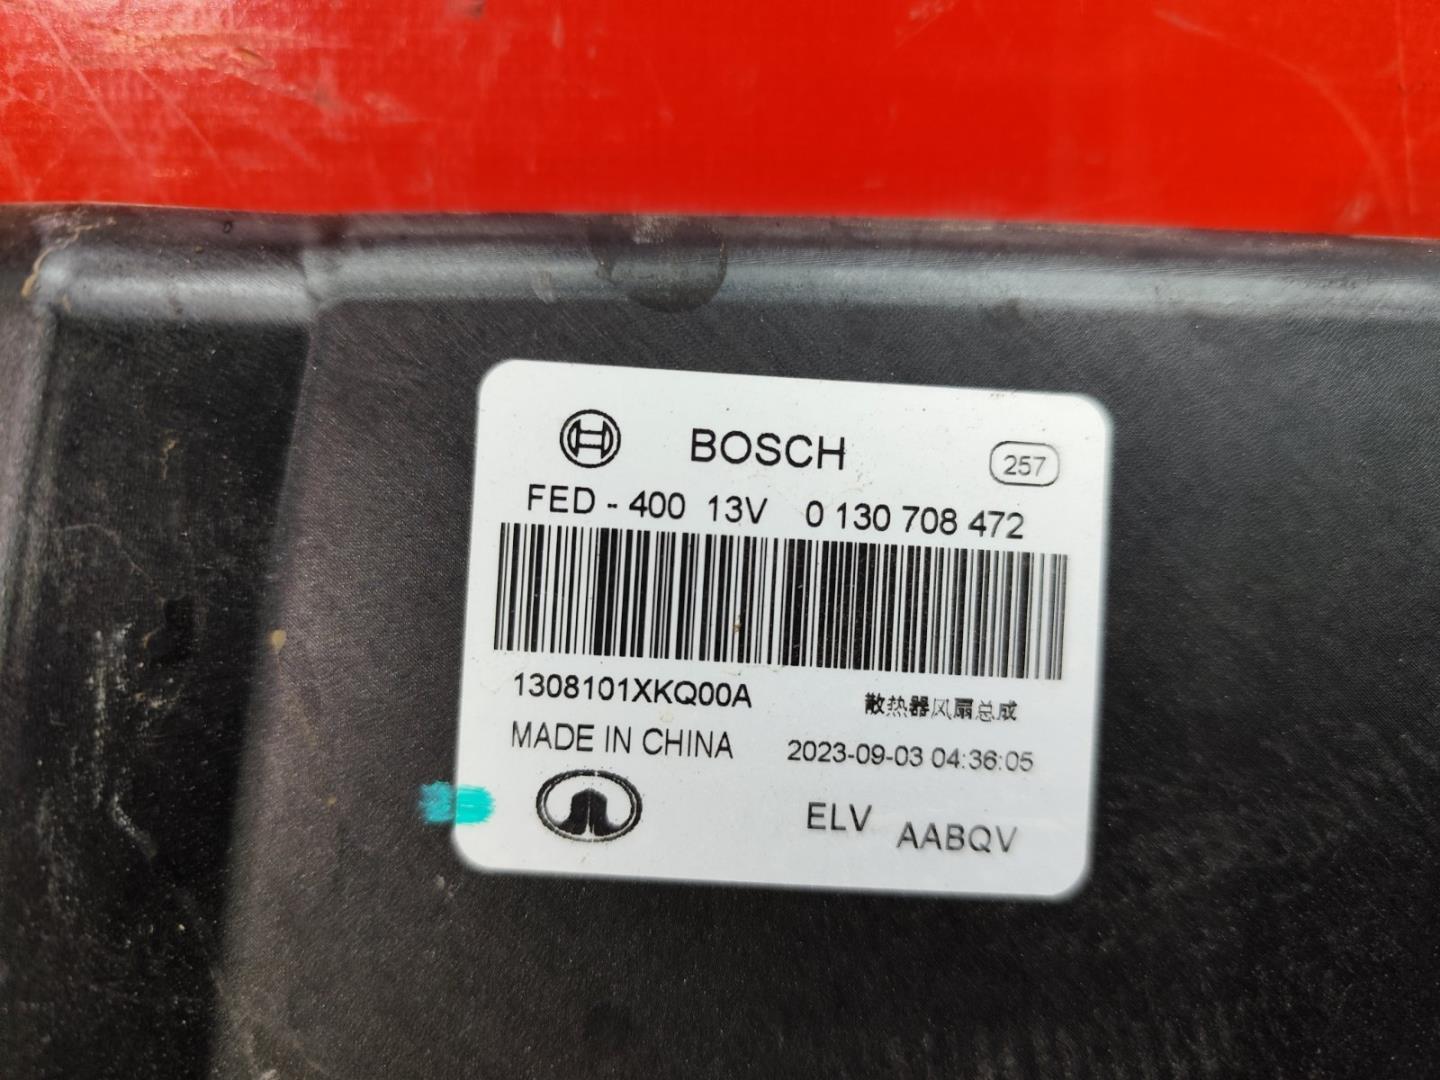 BOSCH 257
FED - 400 13V 0 130 708 472
1308101XKQ00A 散热器风扇总成
MADE IN CHINA 2023-09-03 04:36:05
ELV AABQV